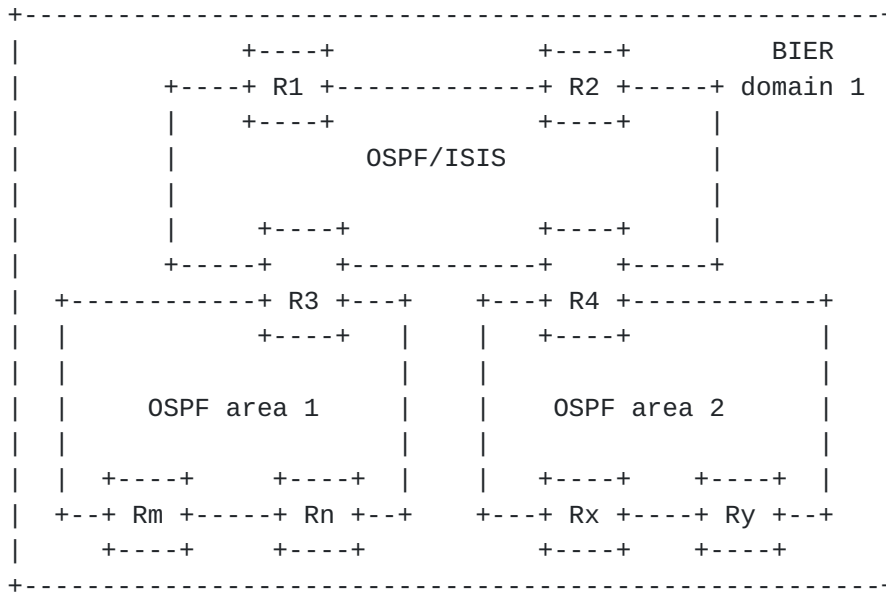 BIER
R1 R2 domain 1
OSPF/ISIS
R3 R4
OSPF area 1 OSPF area 2
Rm Rn Rx Ry